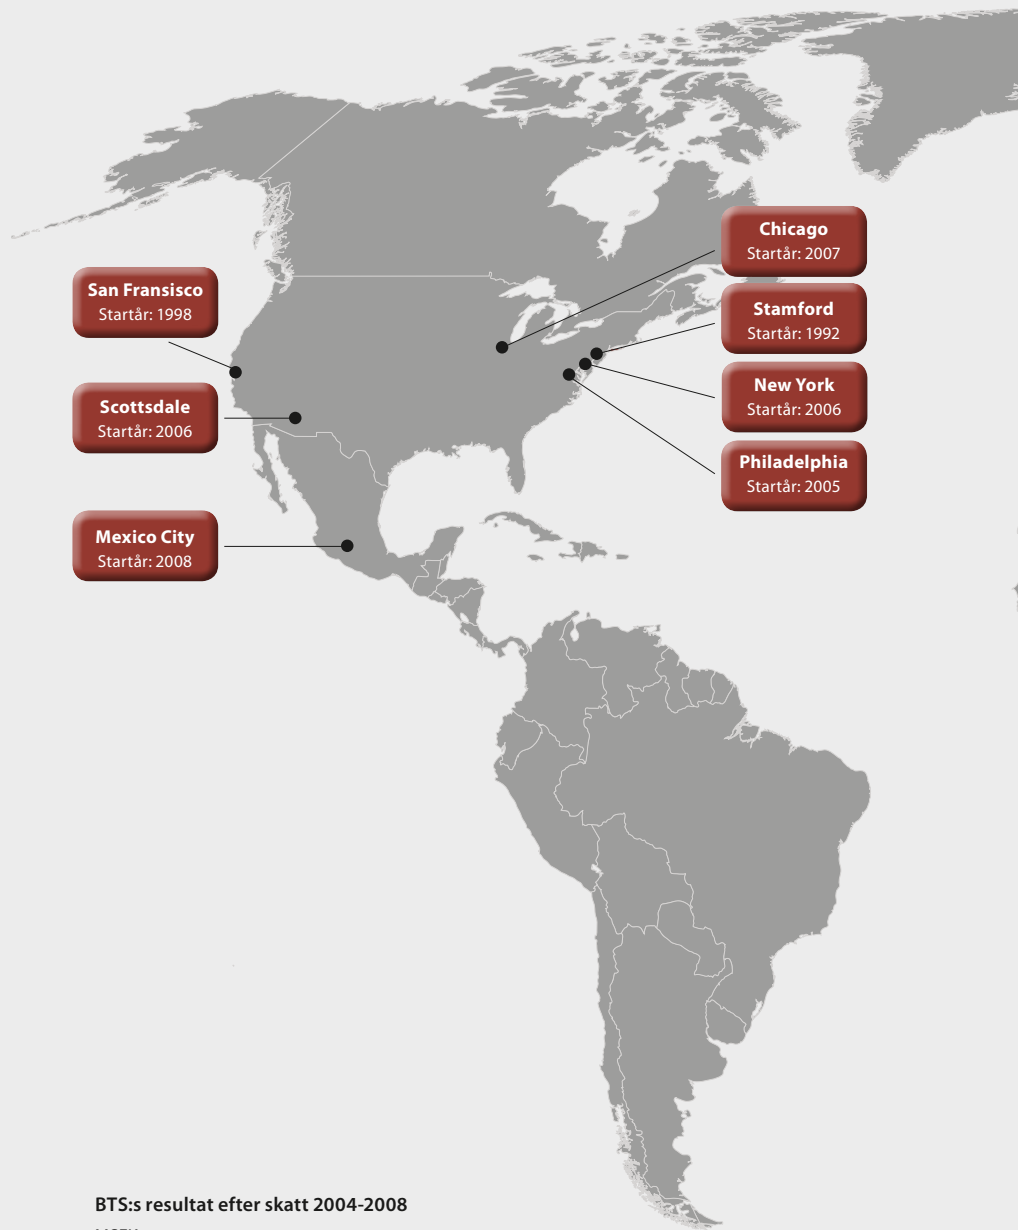 Chicago
Startår: 2007
San Fransisco
Startår: 1998
Stamford
Startår: 1992
New York
Startår: 2006
Scottsdale
Startår: 2006
Philadelphia
Startår: 2005
Mexico City
Startår: 2008
BTS:s resultat efter skatt 2004-2008